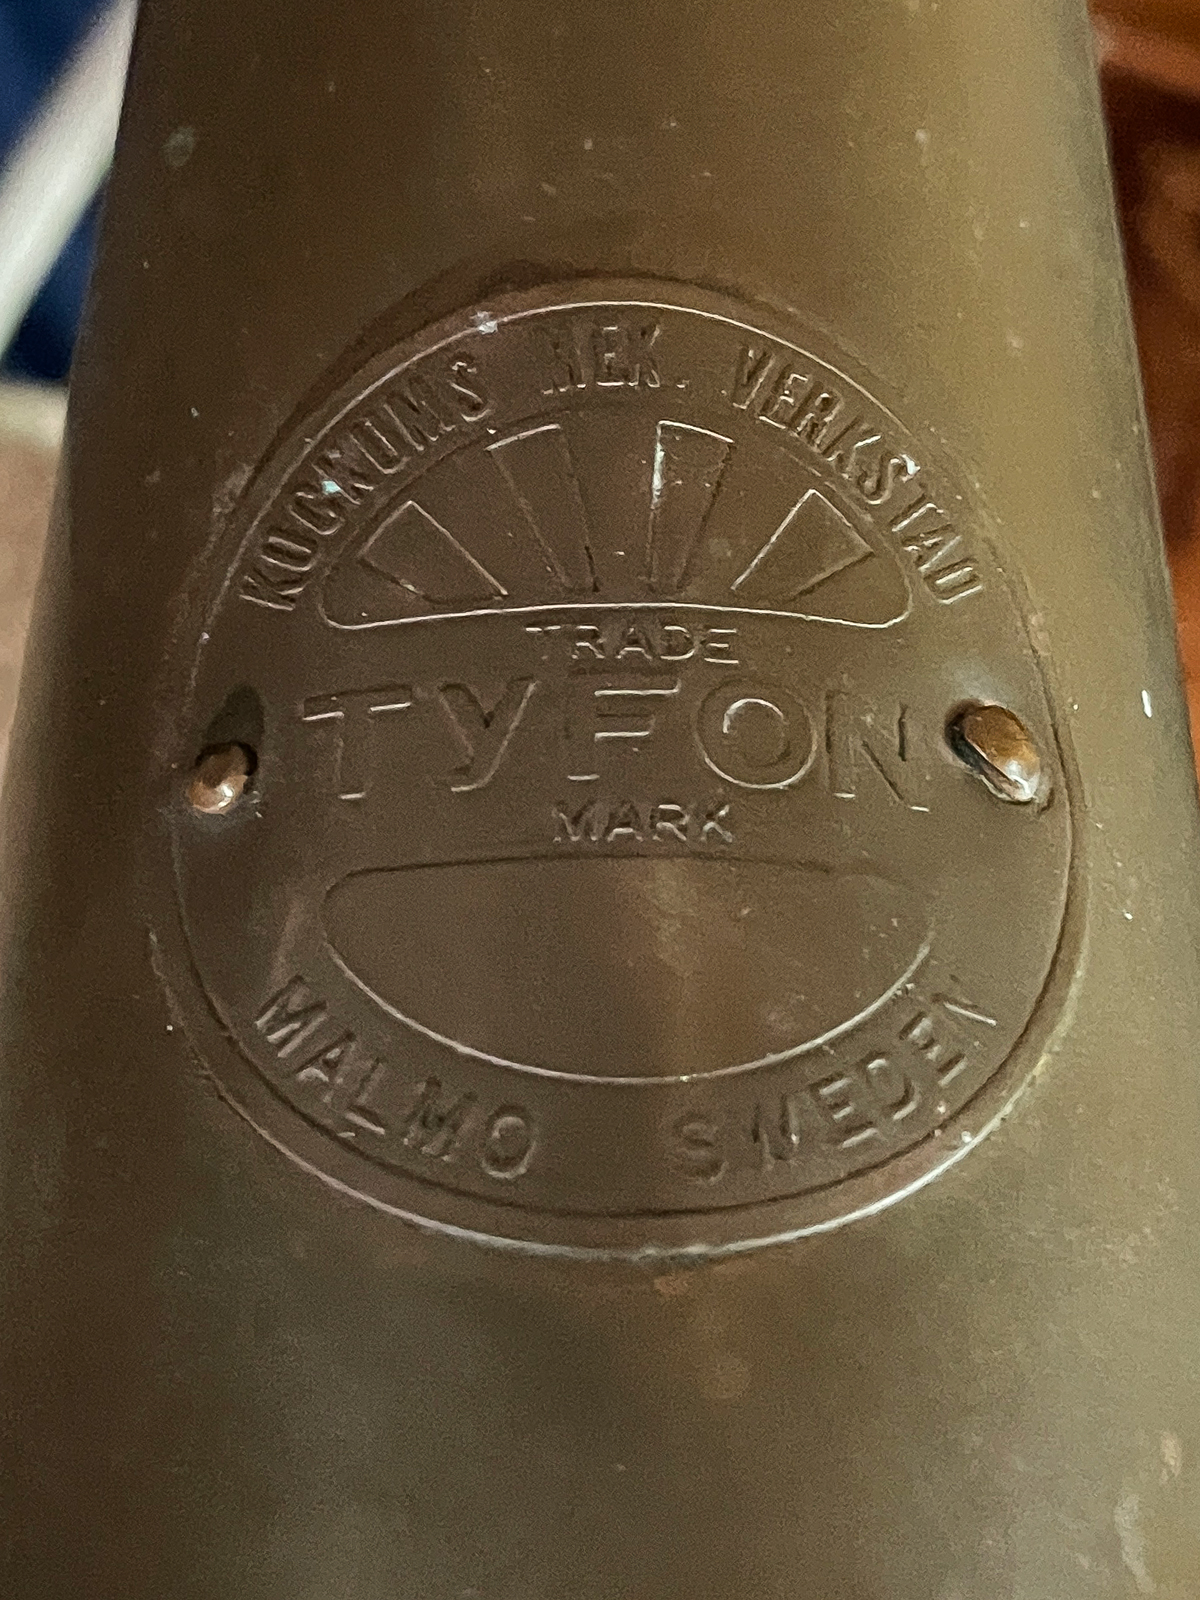 KOCKUMS MEK. VERKSTAD
TRADE
TYFON
MARK
MALMO SWEDEN